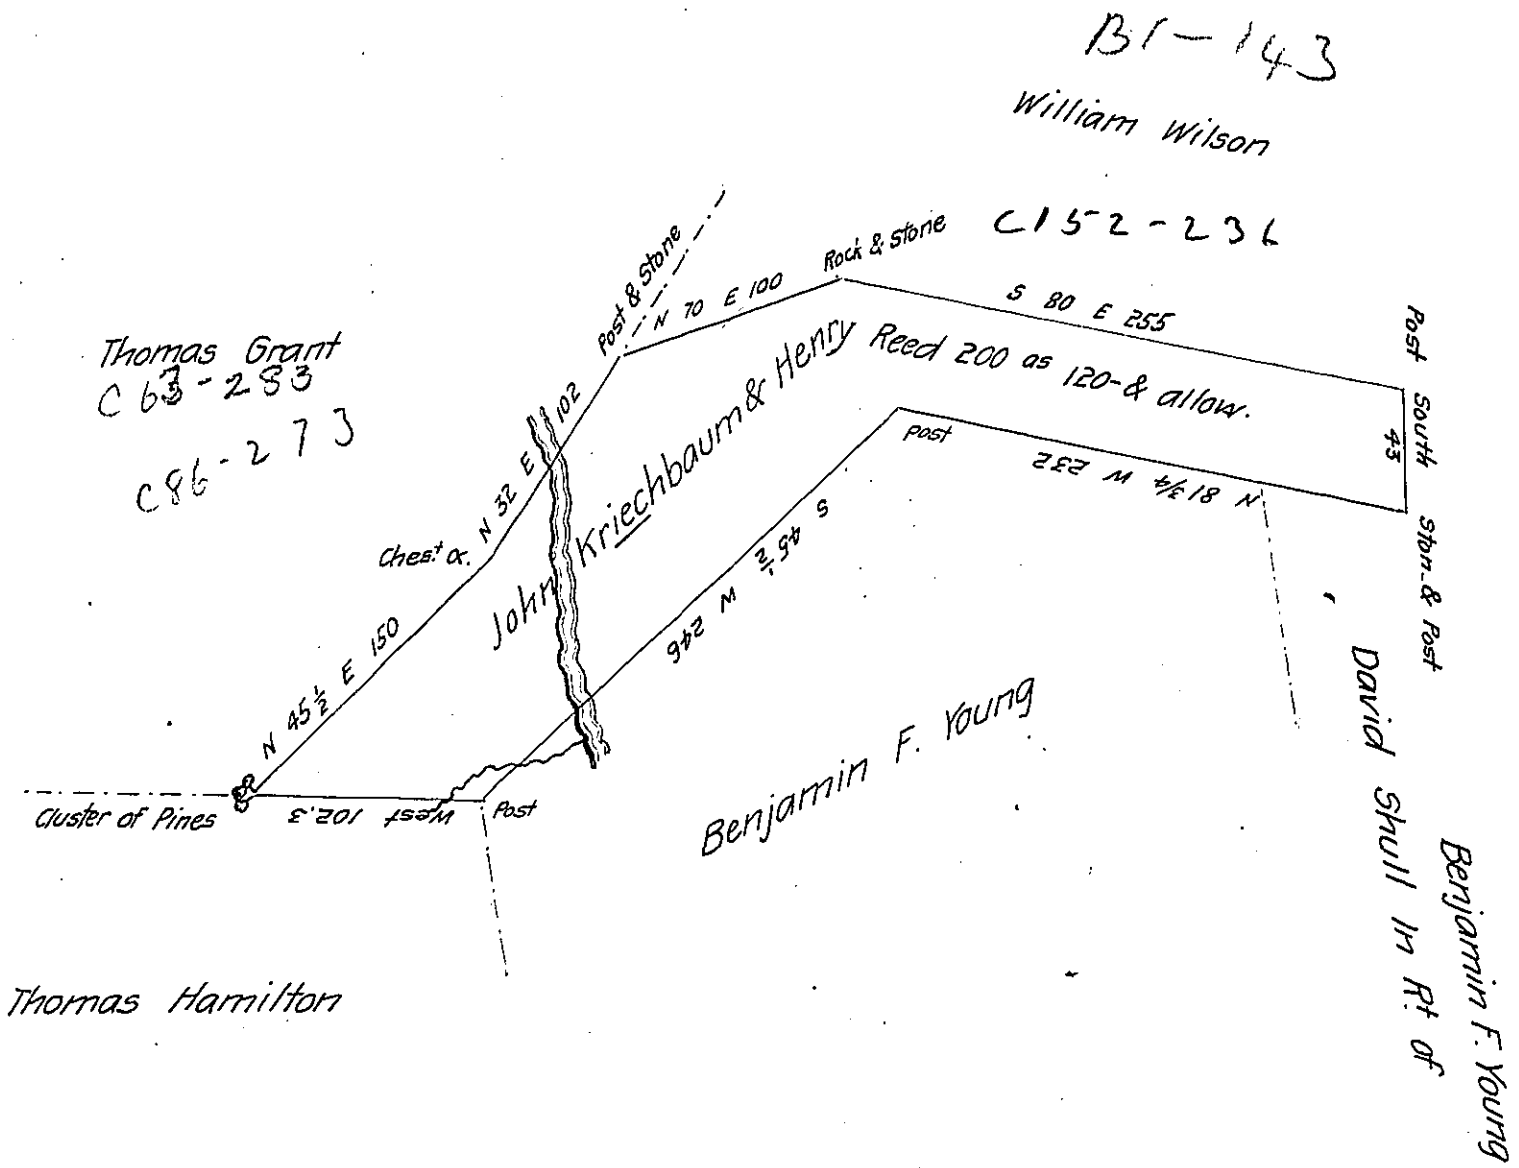 B1-143
William Wilson
C152-236
Rock & Stone
Post & Stone
N 70 E 100
S 80 E 255
Thomas Grant
C63-283
C86-273
John Kriechbaum & Henry Reed 200 as 120-& allow.
N 32 E 102
Chest. o.
N 45½ E 150
Post
South 43
Ston. & Post
Post
N 81¾ W 232
S 45½ W 246
Post
West 102.3
Cluster of Pines
Benjamin F. Young
Thomas Hamilton
David Shull In Rt. of
Benjamin F. Young